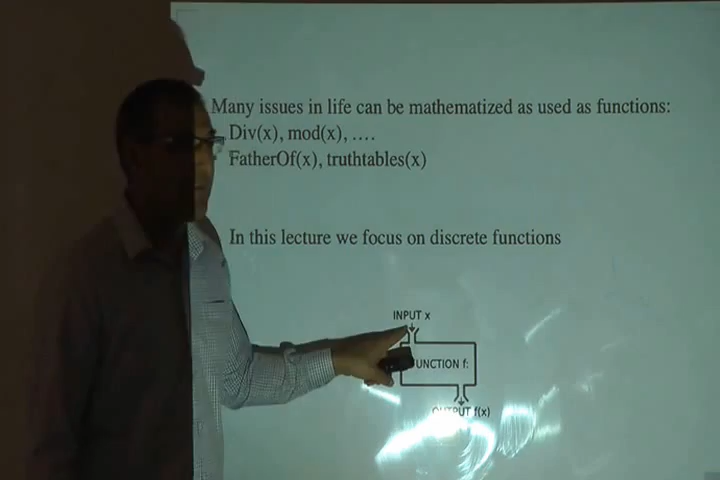 Many issues in life can be mathematized as used as functions:
Div(x), mod(x), ....
FatherOf(x), truthtables(x)
In this lecture we focus on discrete functions
INPUT x
UNCTION f:
OUTPUT f(x)